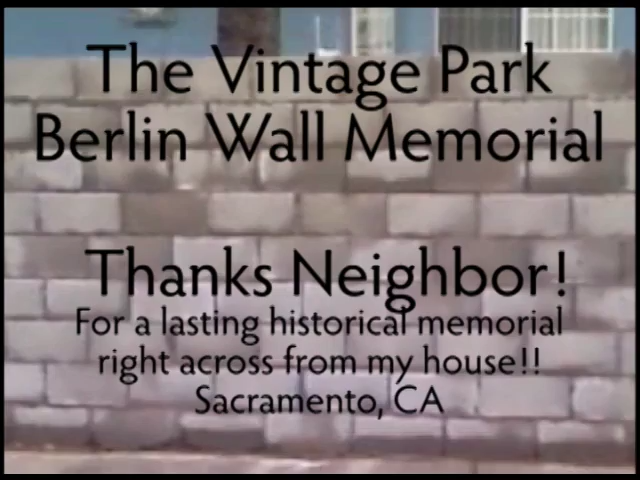 The Vintage Park
Berlin Wall Memorial
Thanks Neighbor!
For a lasting historical memorial
right across from my house!!
Sacramento, CA